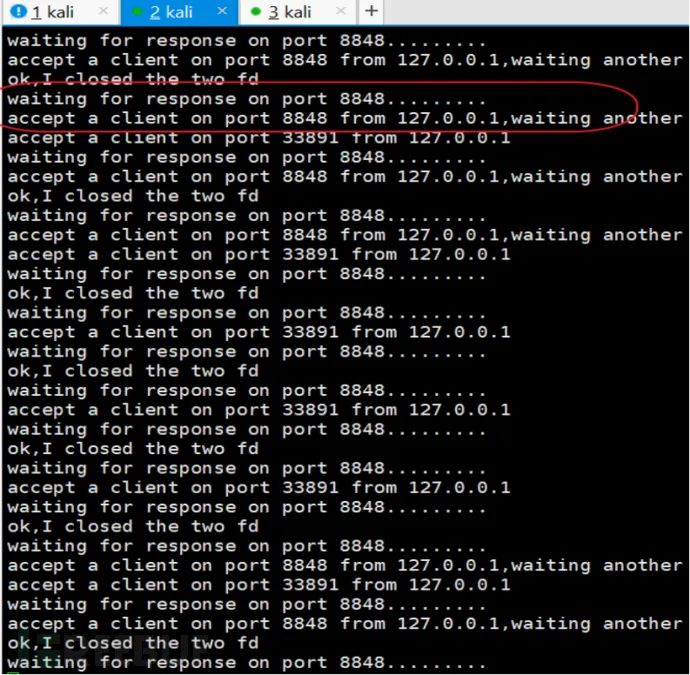 1 kali × 2 kali × 3 kali × +
waiting for response on port 8848.........
accept a client on port 8848 from 127.0.0.1,waiting another
ok,I closed the two fd
waiting for response on port 8848.........
accept a client on port 8848 from 127.0.0.1,waiting another
accept a client on port 33891 from 127.0.0.1
waiting for response on port 8848.........
accept a client on port 8848 from 127.0.0.1,waiting another
ok,I closed the two fd
waiting for response on port 8848.........
accept a client on port 8848 from 127.0.0.1,waiting another
accept a client on port 33891 from 127.0.0.1
waiting for response on port 8848.........
ok,I closed the two fd
waiting for response on port 8848.........
accept a client on port 33891 from 127.0.0.1
waiting for response on port 8848.........
ok,I closed the two fd
waiting for response on port 8848.........
accept a client on port 33891 from 127.0.0.1
waiting for response on port 8848.........
ok,I closed the two fd
waiting for response on port 8848.........
accept a client on port 33891 from 127.0.0.1
waiting for response on port 8848.........
ok,I closed the two fd
waiting for response on port 8848.........
accept a client on port 8848 from 127.0.0.1,waiting another
accept a client on port 33891 from 127.0.0.1
waiting for response on port 8848.........
accept a client on port 8848 from 127.0.0.1,waiting another
ok,I closed the two fd
waiting for response on port 8848.........